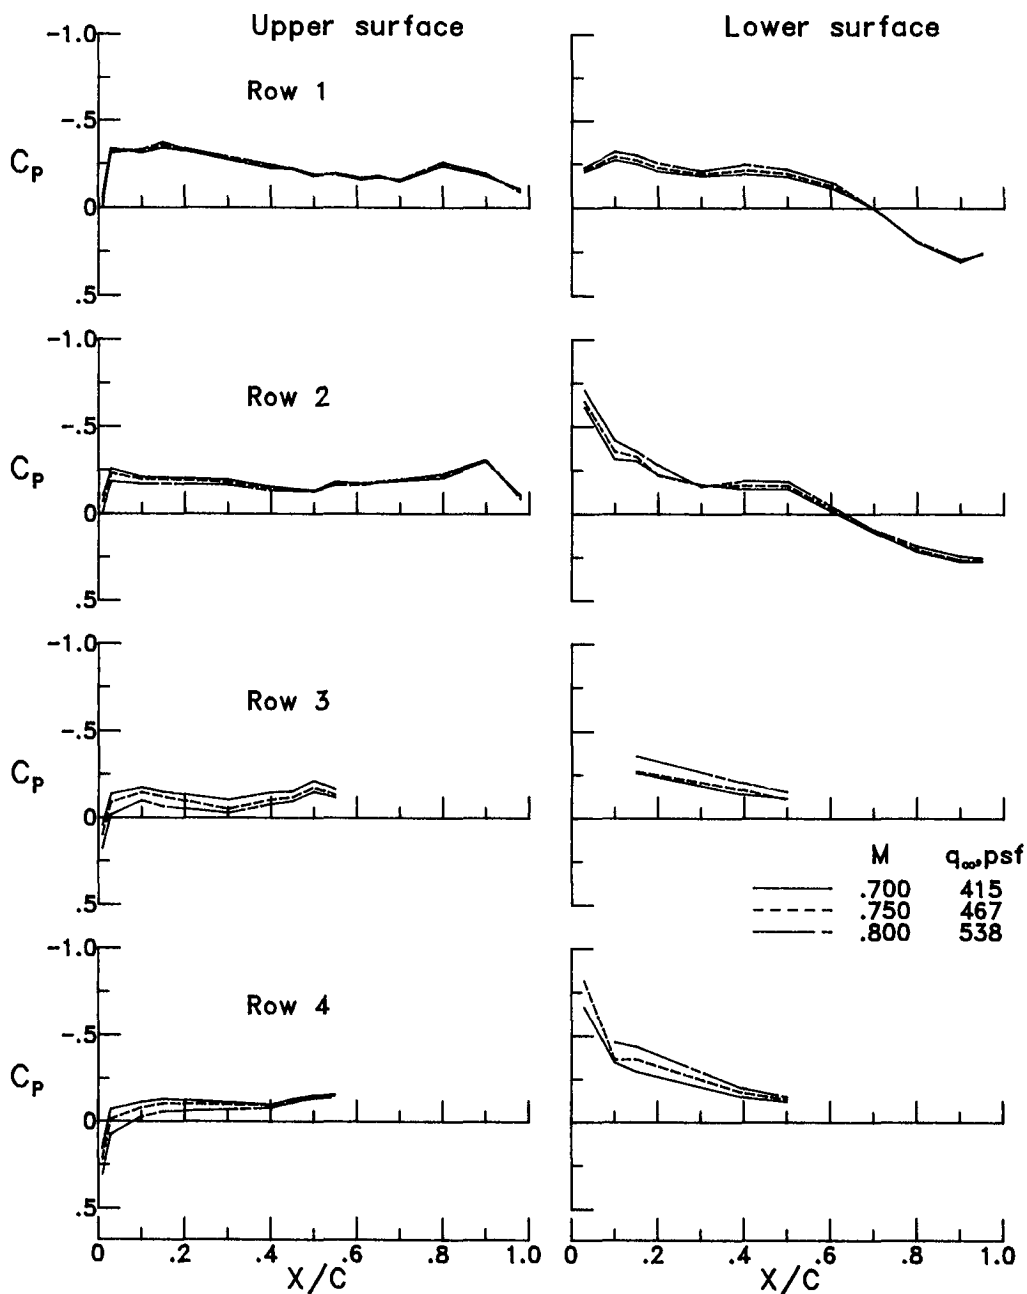 Upper surface
Lower surface
Row 1
-1.0
-.5
CP
0
.5
Row 2
-1.0
-.5
CP
0
.5
Row 3
-1.0
-.5
CP
0
.5
M q∞,psf
.700 415
.750 467
.800 538
Row 4
-1.0
-.5
CP
0
.5
0 .2 .4 .6 .8 1.0
X/C
0 .2 .4 .6 .8 1.0
X/C